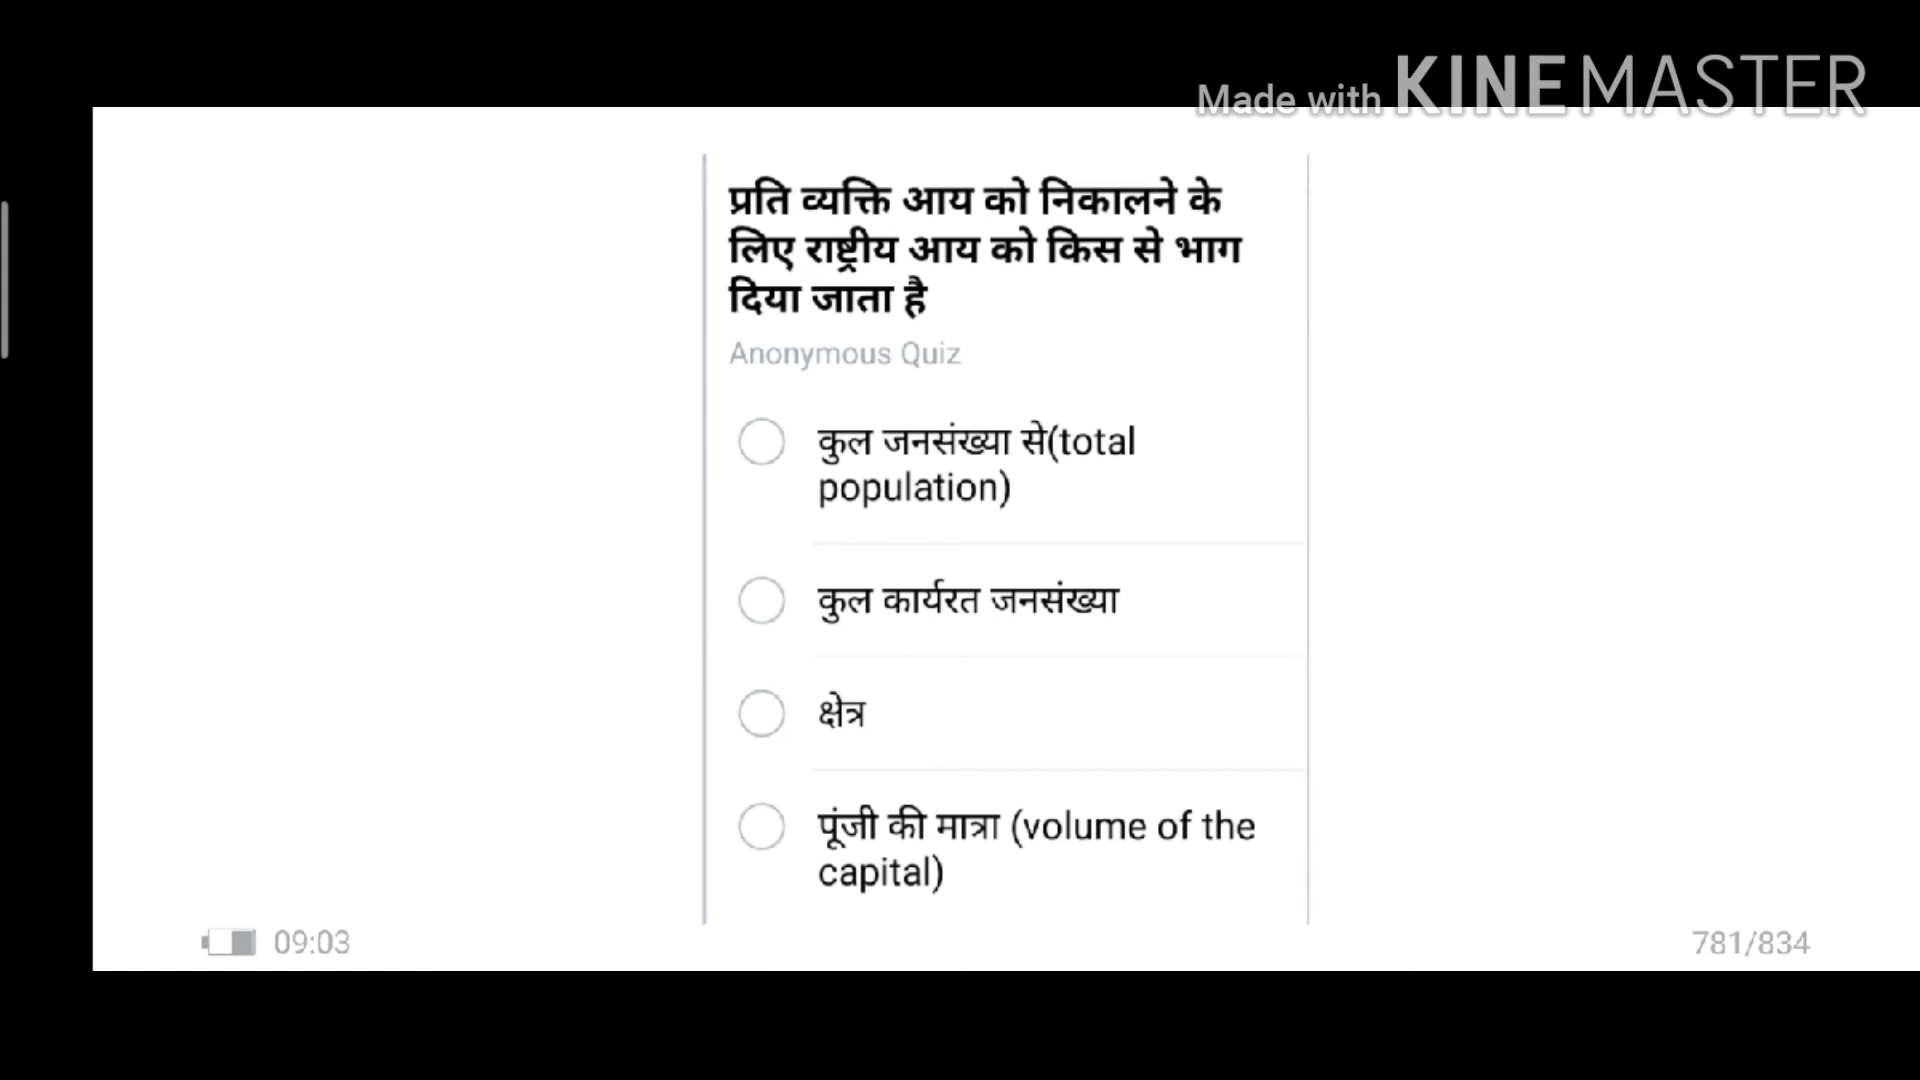 Made with KINEMASTER
प्रति व्यक्ति आय को निकालने के
लिए राष्ट्रीय आय को किस से भाग
दिया जाता है
Anonymous Quiz
कुल जनसंख्या से(total
population)
कुल कार्यरत जनसंख्या
क्षेत्र
पूंजी की मात्रा (volume of the
capital)
09:03
781/834